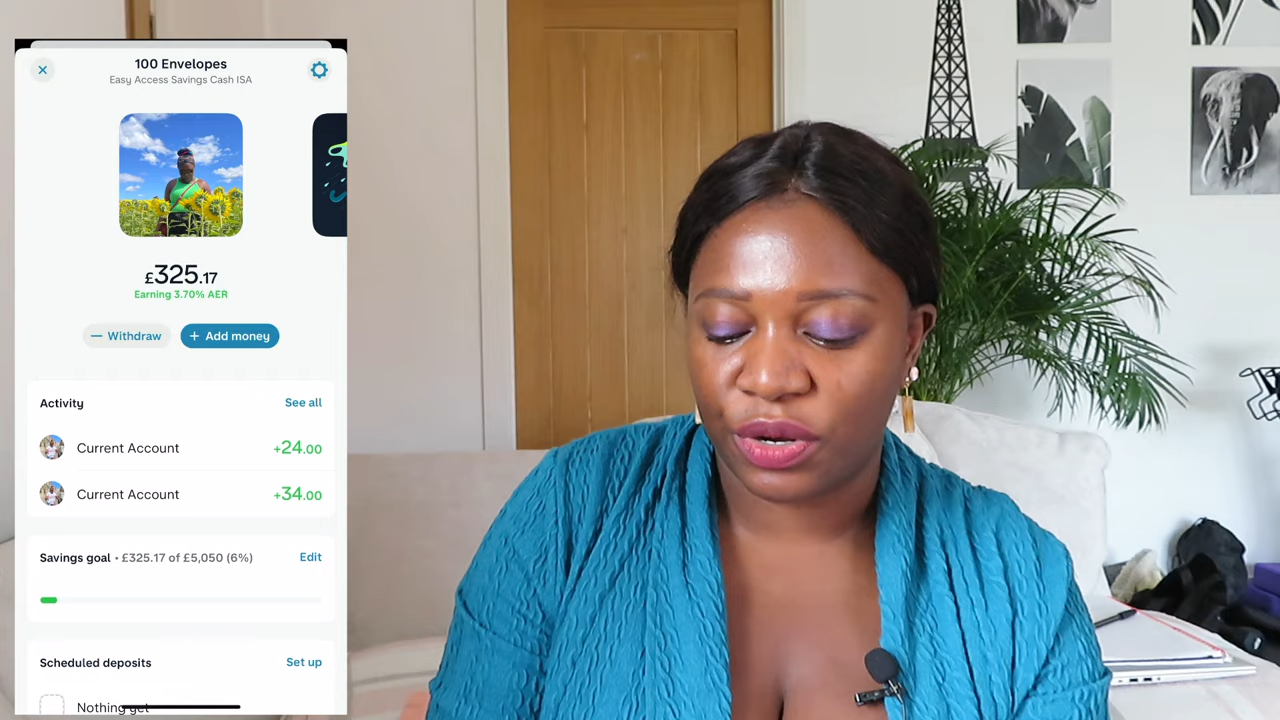 100 Envelopes
Easy Access Savings Cash ISA
£325.17
Earning 3.70% AER
— Withdraw
+ Add money
Activity
See all
Current Account
+24.00
Current Account
+34.00
Savings goal • £325.17 of £5,050 (6%)
Edit
Scheduled deposits
Set up
Nothing yet